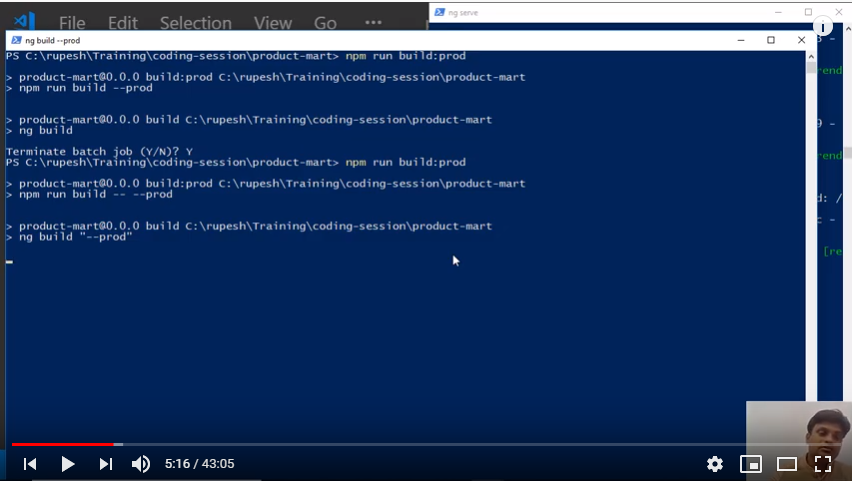 File Edit Selection View Go ...
ng serve
ng build --prod
PS C:\rupesh\Training\coding-session\product-mart> npm run build:prod
> product-mart@0.0.0 build:prod C:\rupesh\Training\coding-session\product-mart
> npm run build --prod
> product-mart@0.0.0 build C:\rupesh\Training\coding-session\product-mart
> ng build
Terminate batch job (Y/N)? Y
PS C:\rupesh\Training\coding-session\product-mart> npm run build:prod
> product-mart@0.0.0 build:prod C:\rupesh\Training\coding-session\product-mart
> npm run build -- --prod
> product-mart@0.0.0 build C:\rupesh\Training\coding-session\product-mart
> ng build "--prod"
rend
9 -
rend
d: /
c -
[re
5:16 / 43:05